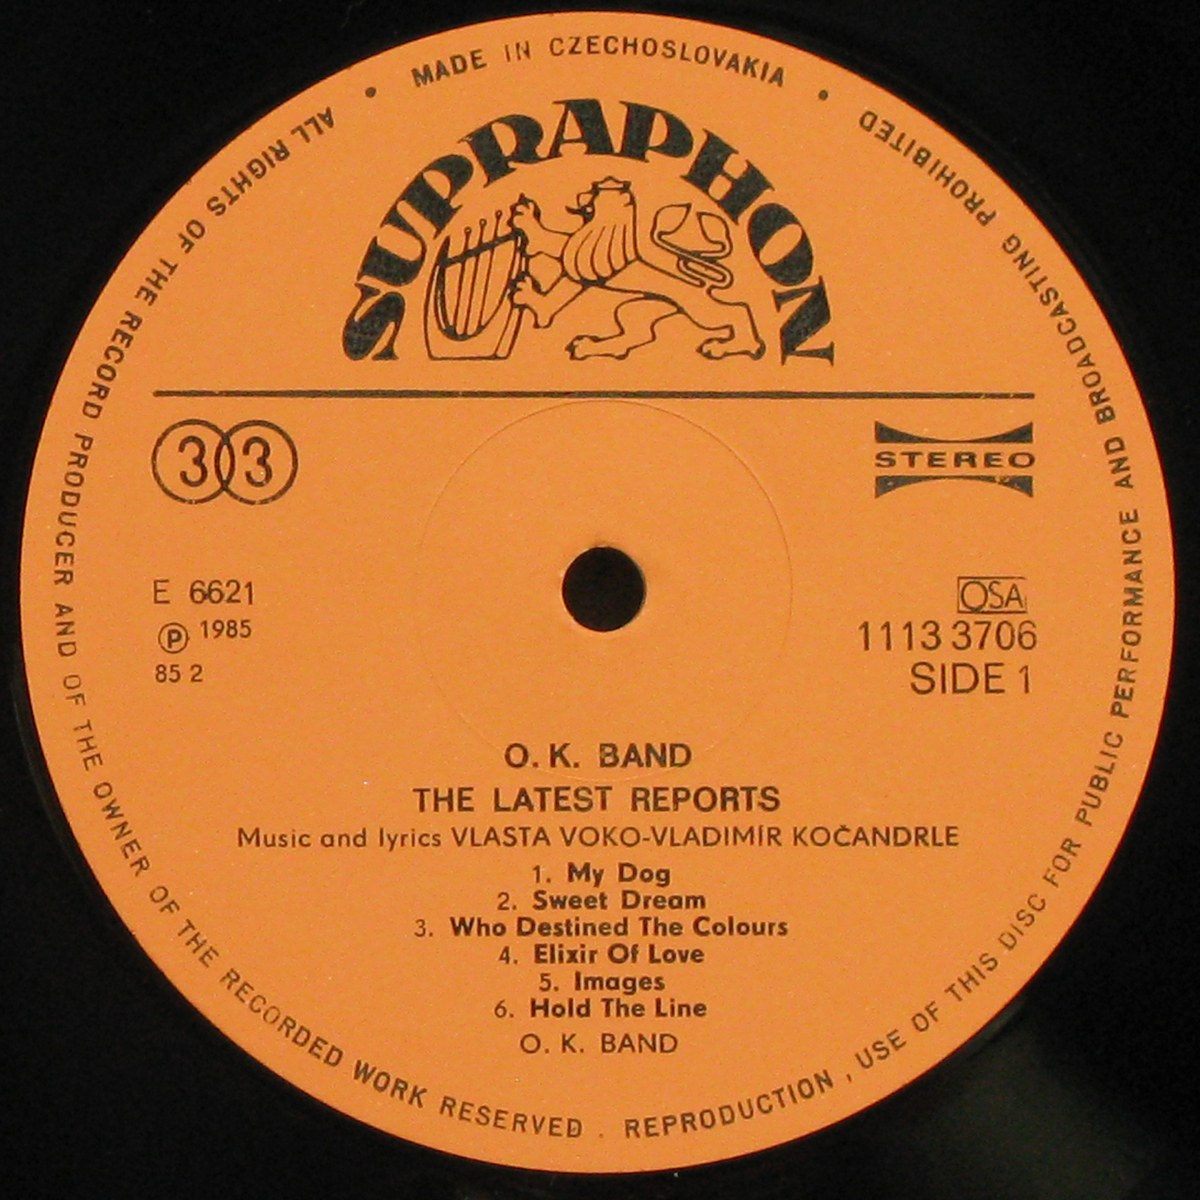 ALL RIGHTS OF THE RECORD PRODUCER AND OF THE OWNER OF THE RECORDED WORK RESERVED . REPRODUCTION , USE OF THIS DISC FOR PUBLIC PERFORMANCE AND BROADCASTING PROHIBITED • MADE IN CZECHOSLOVAKIA •
SUPRAPHON
33
STEREO
E 6621
Ⓟ 1985
85 2
OSA
1113 3706
SIDE 1
O. K. BAND
THE LATEST REPORTS
Music and lyrics VLASTA VOKO-VLADIMÍR KOČANDRLE
1. My Dog
2. Sweet Dream
3. Who Destined The Colours
4. Elixir Of Love
5. Images
6. Hold The Line
O. K. BAND